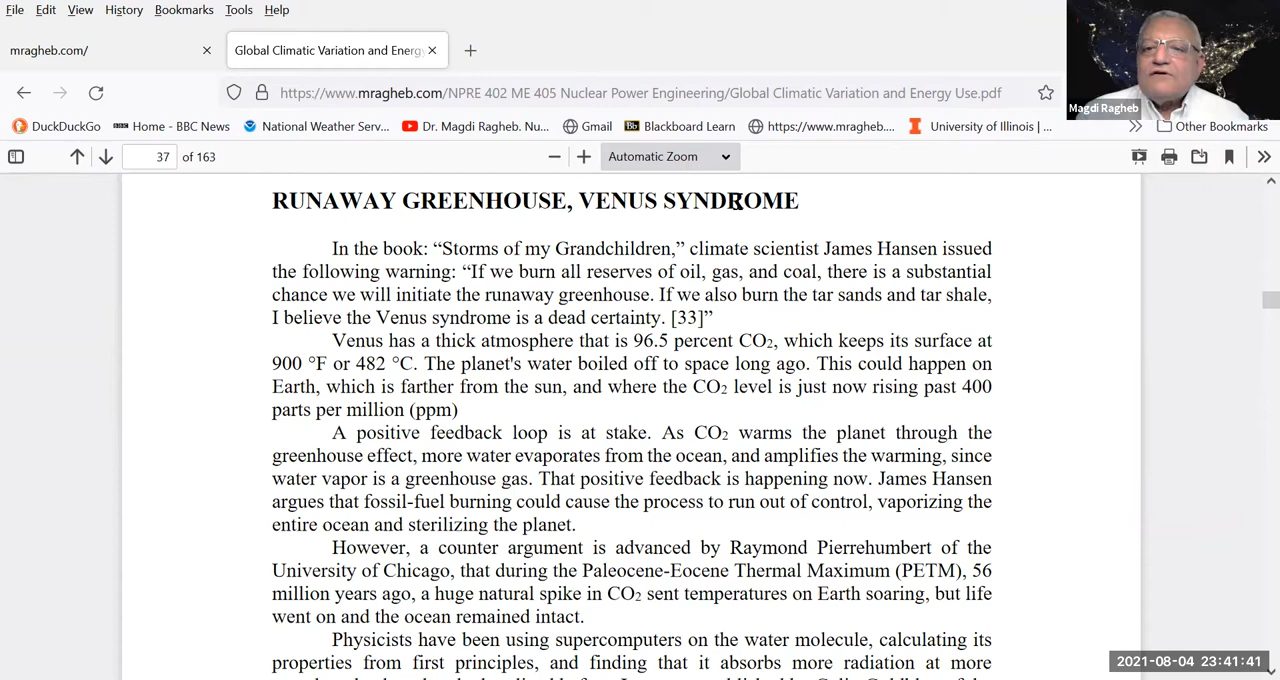 File Edit View History Bookmarks Tools Help
mragheb.com/
Global Climatic Variation and Energy
https://www.mragheb.com/NPRE 402 ME 405 Nuclear Power Engineering/Global Climatic Variation and Energy Use.pdf
Magdi Ragheb
DuckDuckGo
BBC Home - BBC News
National Weather Serv...
Dr. Magdi Ragheb. Nu...
Gmail
Bb Blackboard Learn
https://www.mragheb....
University of Illinois | ...
Other Bookmarks
37 of 163
Automatic Zoom
RUNAWAY GREENHOUSE, VENUS SYNDROME
In the book: “Storms of my Grandchildren,” climate scientist James Hansen issued
the following warning: “If we burn all reserves of oil, gas, and coal, there is a substantial
chance we will initiate the runaway greenhouse. If we also burn the tar sands and tar shale,
I believe the Venus syndrome is a dead certainty. [33]”
Venus has a thick atmosphere that is 96.5 percent CO₂, which keeps its surface at
900 °F or 482 °C. The planet's water boiled off to space long ago. This could happen on
Earth, which is farther from the sun, and where the CO₂ level is just now rising past 400
parts per million (ppm)
A positive feedback loop is at stake. As CO₂ warms the planet through the
greenhouse effect, more water evaporates from the ocean, and amplifies the warming, since
water vapor is a greenhouse gas. That positive feedback is happening now. James Hansen
argues that fossil-fuel burning could cause the process to run out of control, vaporizing the
entire ocean and sterilizing the planet.
However, a counter argument is advanced by Raymond Pierrehumbert of the
University of Chicago, that during the Paleocene-Eocene Thermal Maximum (PETM), 56
million years ago, a huge natural spike in CO₂ sent temperatures on Earth soaring, but life
went on and the ocean remained intact.
Physicists have been using supercomputers on the water molecule, calculating its
properties from first principles, and finding that it absorbs more radiation at more
2021-08-04 23:41:41